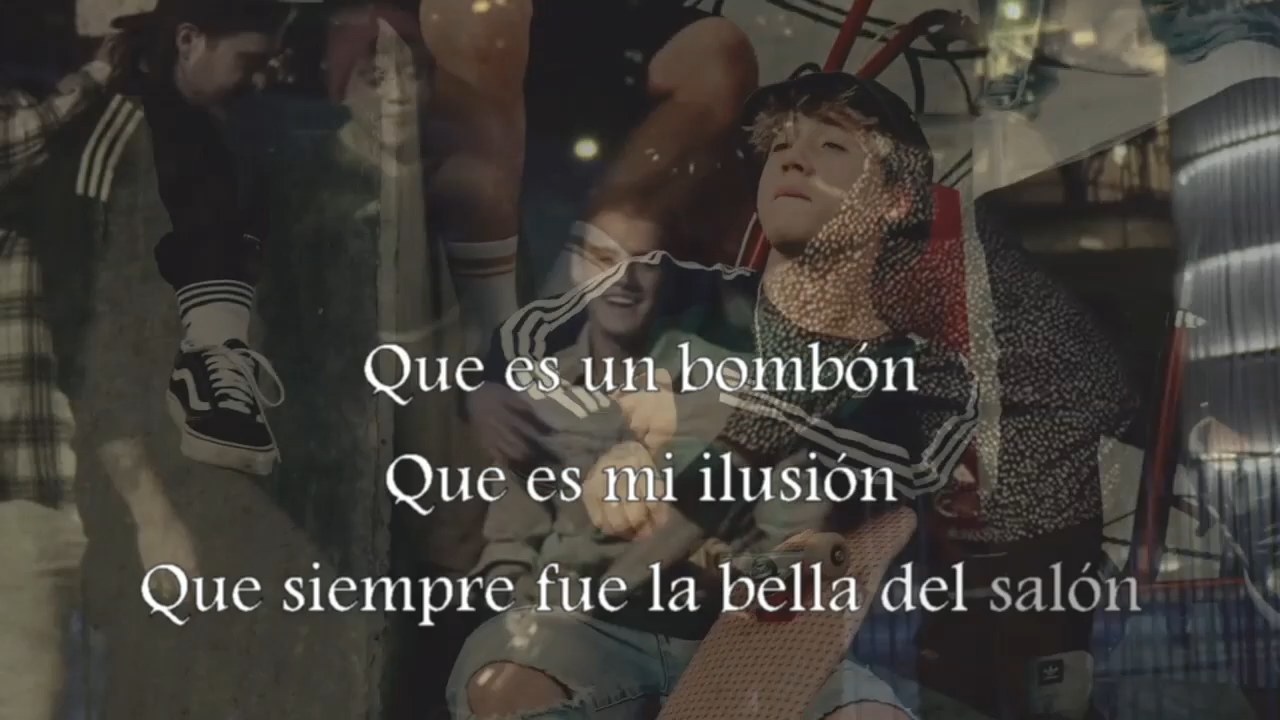 Que es un bombón
Que es mi ilusión
Que siempre fue la bella del salón